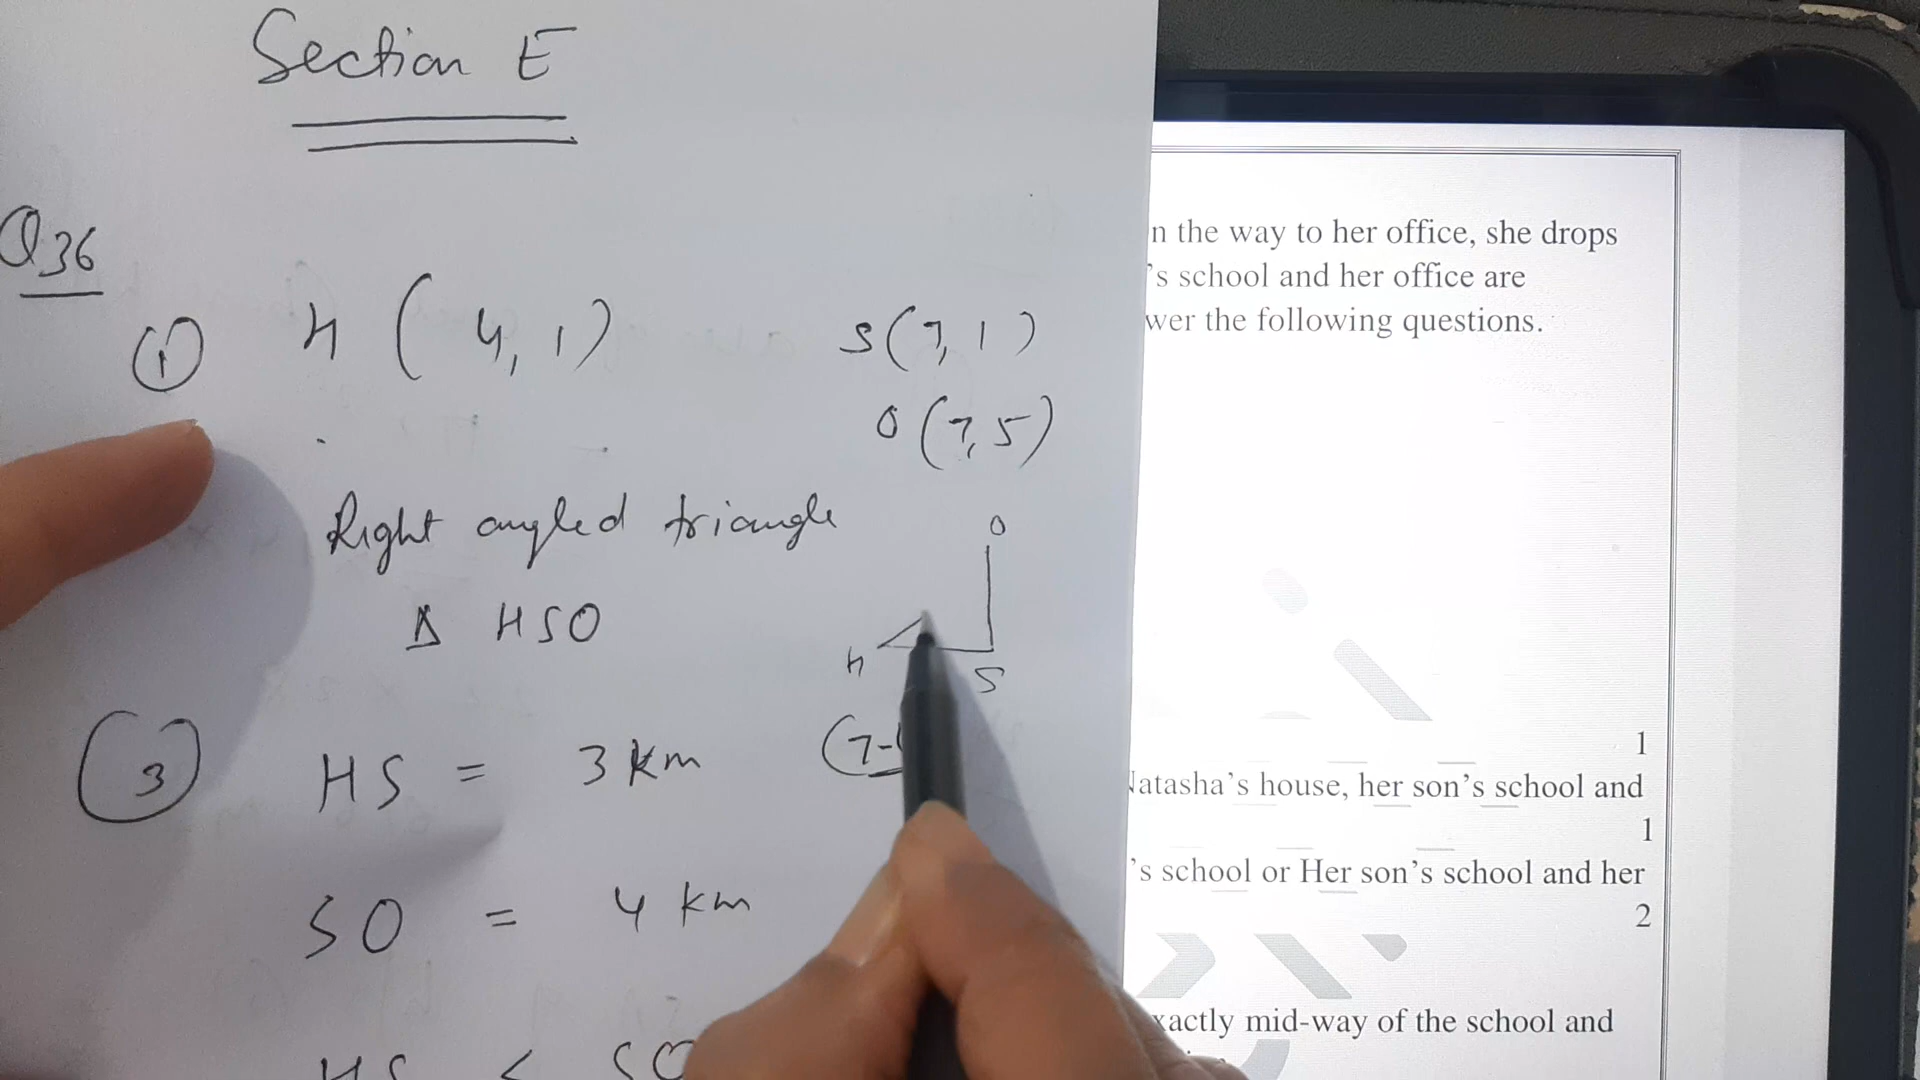 Section E
Q36
① H (4,1) S(7,1)
O(7,5)
Right angled triangle
Δ HSO
O
H
S
③ HS = 3 km (7-
SO = 4 km
HS < SO
n the way to her office, she drops
's school and her office are
wer the following questions.
1
Natasha's house, her son's school and
1
's school or Her son's school and her
2
xactly mid-way of the school and